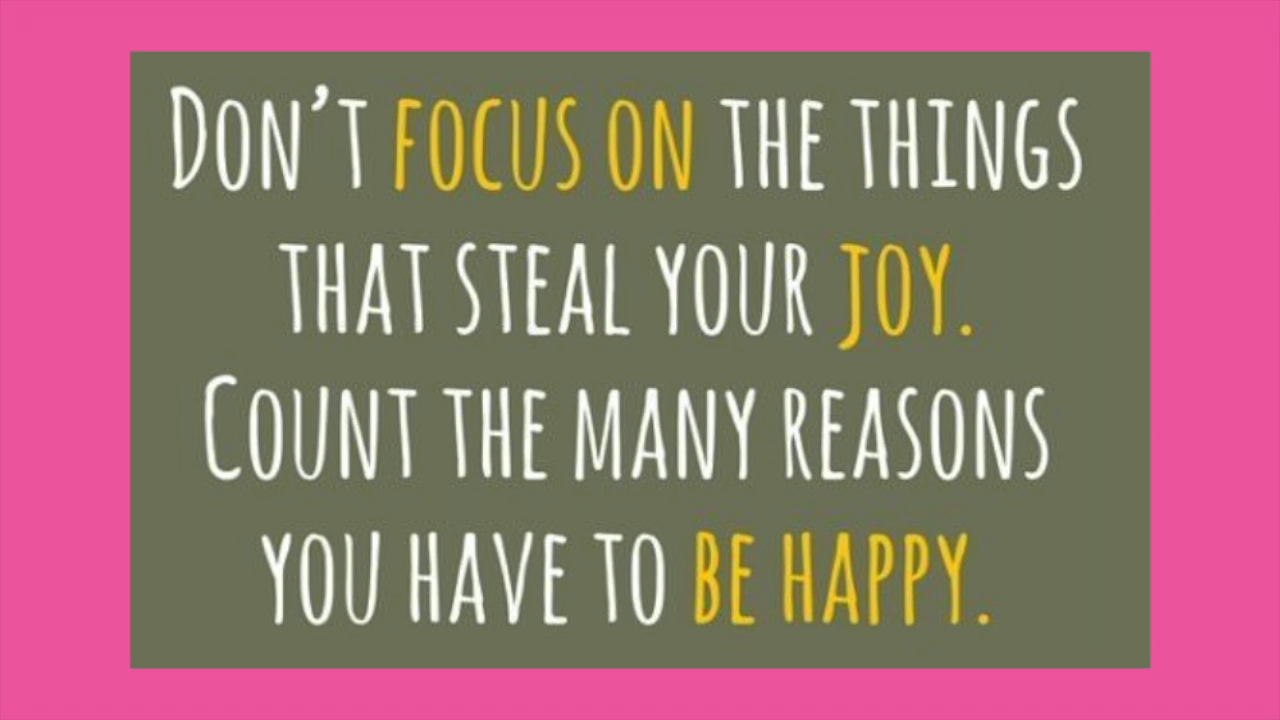 Don’t focus on the things
that steal your joy.
Count the many reasons
you have to be happy.